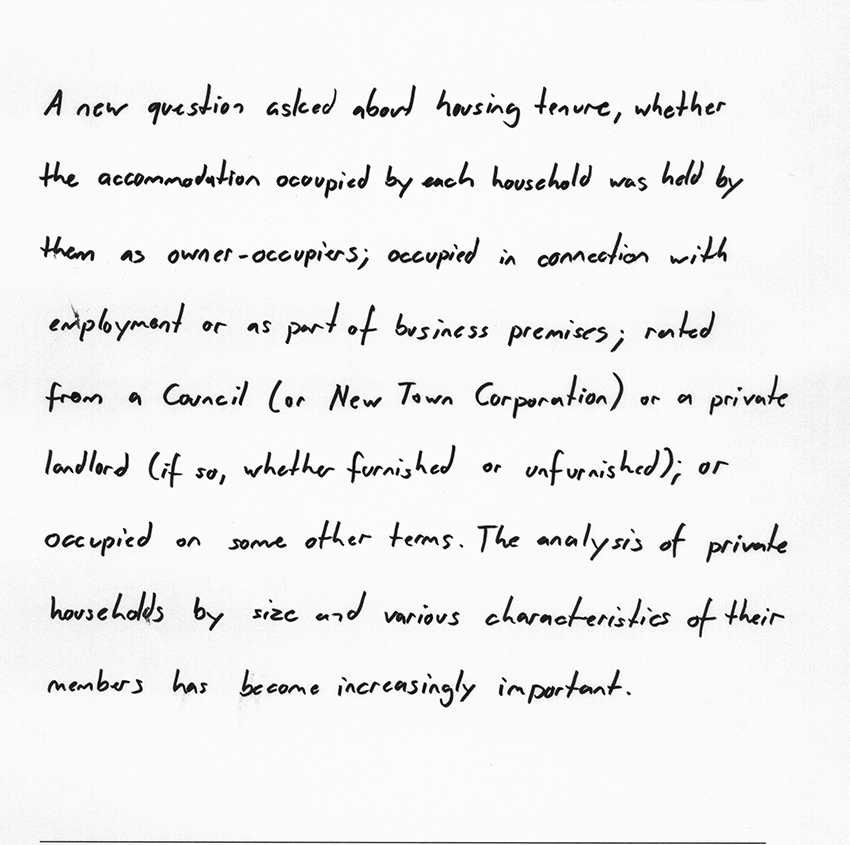 A new question asked about housing tenure, whether
the accommodation occupied by each household was held by
them as owner-occupiers; occupied in connection with
employment or as part of business premises; rented
from a Council (or New Town Corporation) or a private
landlord (if so, whether furnished or unfurnished); or
occupied on some other terms. The analysis of private
households by size and various characteristics of their
members has become increasingly important.